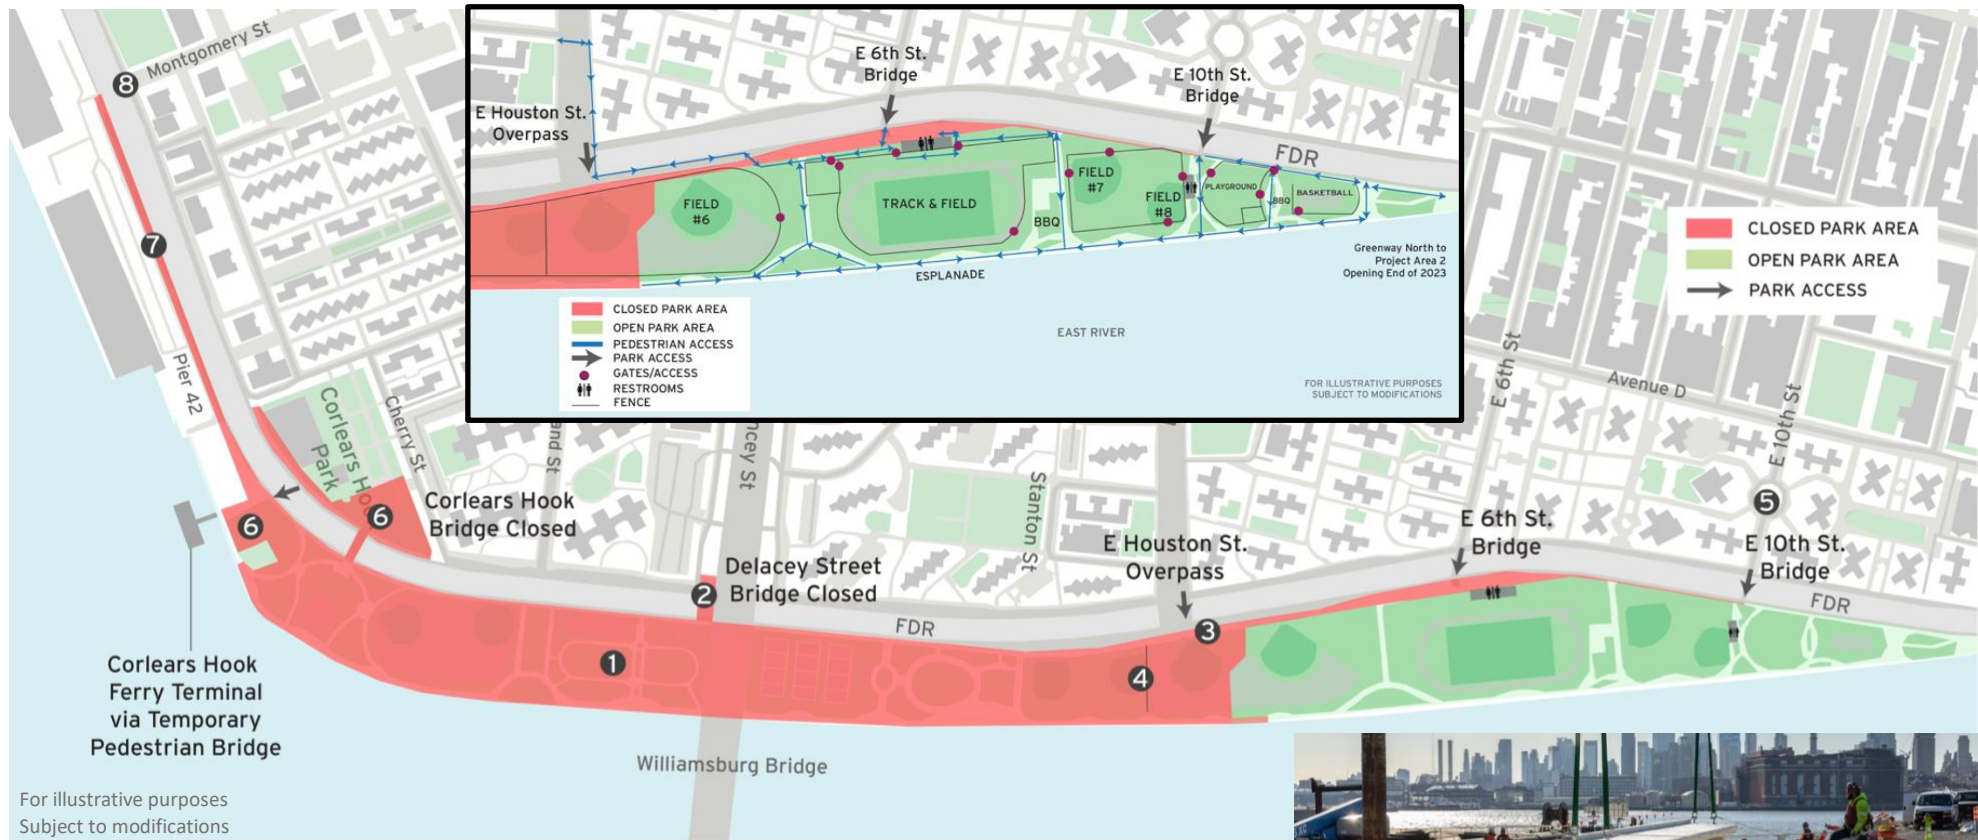 8
Montgomery St
7
Pier 42
Corlears Hook
Park
Cherry St
6
6
Corlears Hook
Bridge Closed
Corlears Hook
Ferry Terminal
via Temporary
Pedestrian Bridge
1
2
Delacey Street
Bridge Closed
FDR
Williamsburg Bridge
Stanton St
E Houston St.
Overpass
3
4
E 6th St.
Bridge
E 6th St
Avenue D
E 10th St
5
E 10th St.
Bridge
FDR
CLOSED PARK AREA
OPEN PARK AREA
PARK ACCESS
For illustrative purposes
Subject to modifications
E Houston St.
Overpass
E 6th St.
Bridge
E 10th St.
Bridge
FDR
FIELD
#6
TRACK & FIELD
BBQ
FIELD
#7
FIELD
#8
PLAYGROUND
BBQ
BASKETBALL
ESPLANADE
Greenway North to
Project Area 2
Opening End of 2023
EAST RIVER
CLOSED PARK AREA
OPEN PARK AREA
PEDESTRIAN ACCESS
PARK ACCESS
GATES/ACCESS
RESTROOMS
FENCE
FOR ILLUSTRATIVE PURPOSES
SUBJECT TO MODIFICATIONS